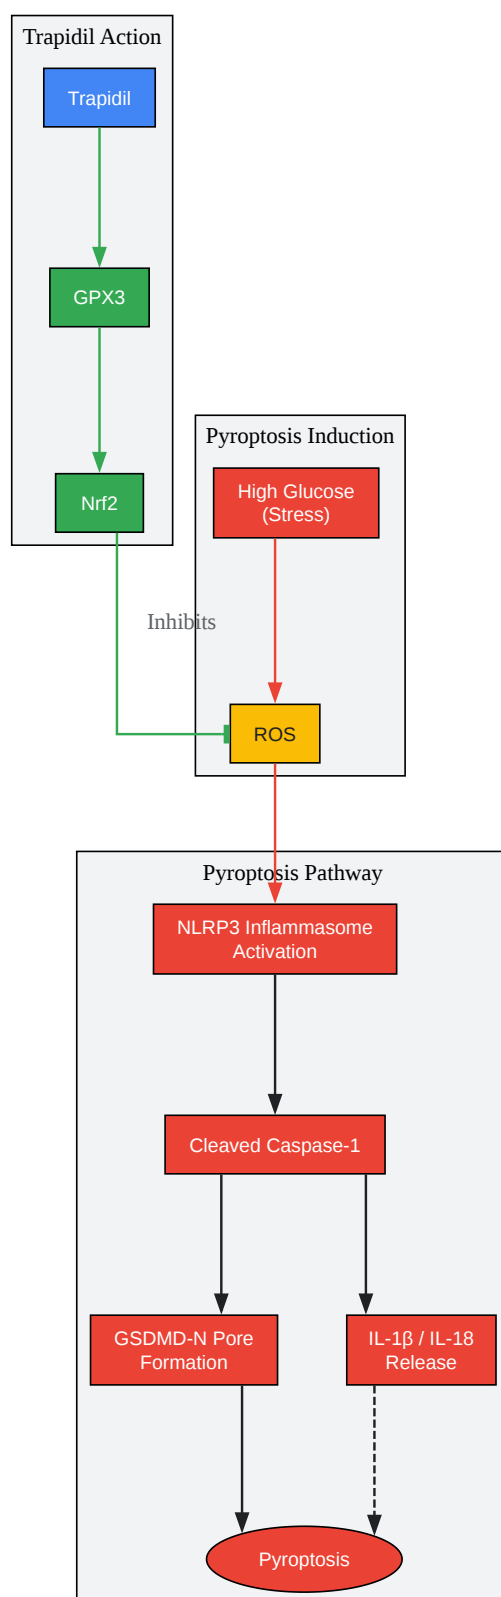 Trapidil Action
Trapidil
GPX3
Nrf2
Pyroptosis Induction
High Glucose
(Stress)
Inhibits
ROS
Pyroptosis Pathway
NLRP3 Inflammasome
Activation
Cleaved Caspase-1
GSDMD-N Pore
Formation
IL-1β / IL-18
Release
Pyroptosis